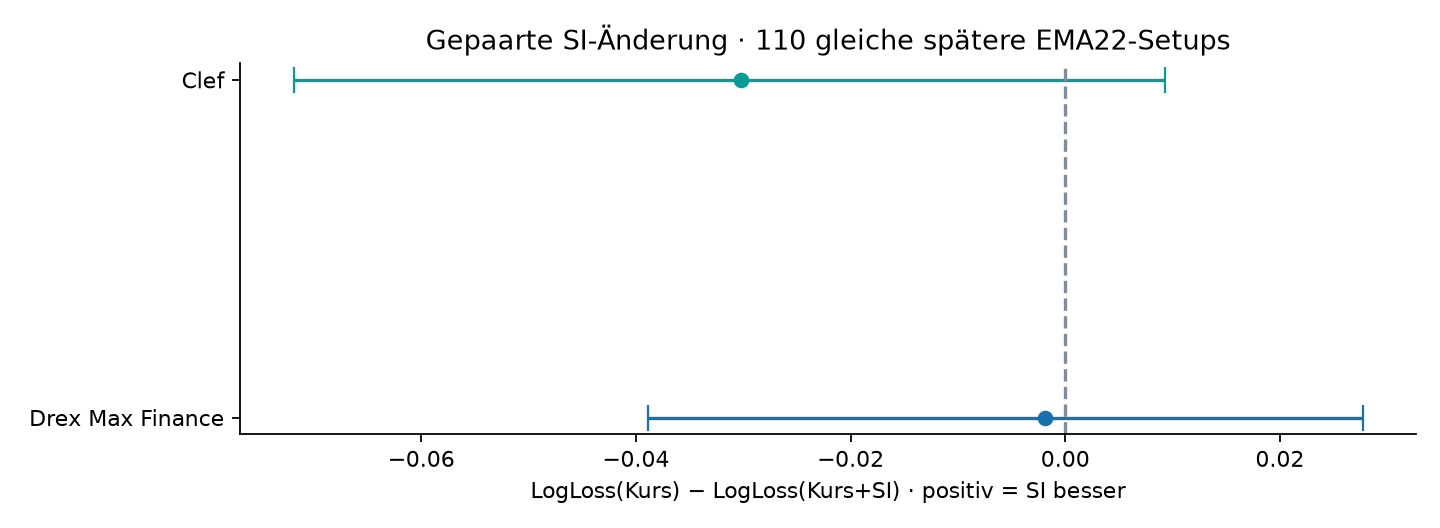 Gepaarte SI-Änderung · 110 gleiche spätere EMA22-Setups
Clef
Drex Max Finance
−0.06
−0.04
−0.02
0.00
0.02
LogLoss(Kurs) − LogLoss(Kurs+SI) · positiv = SI besser